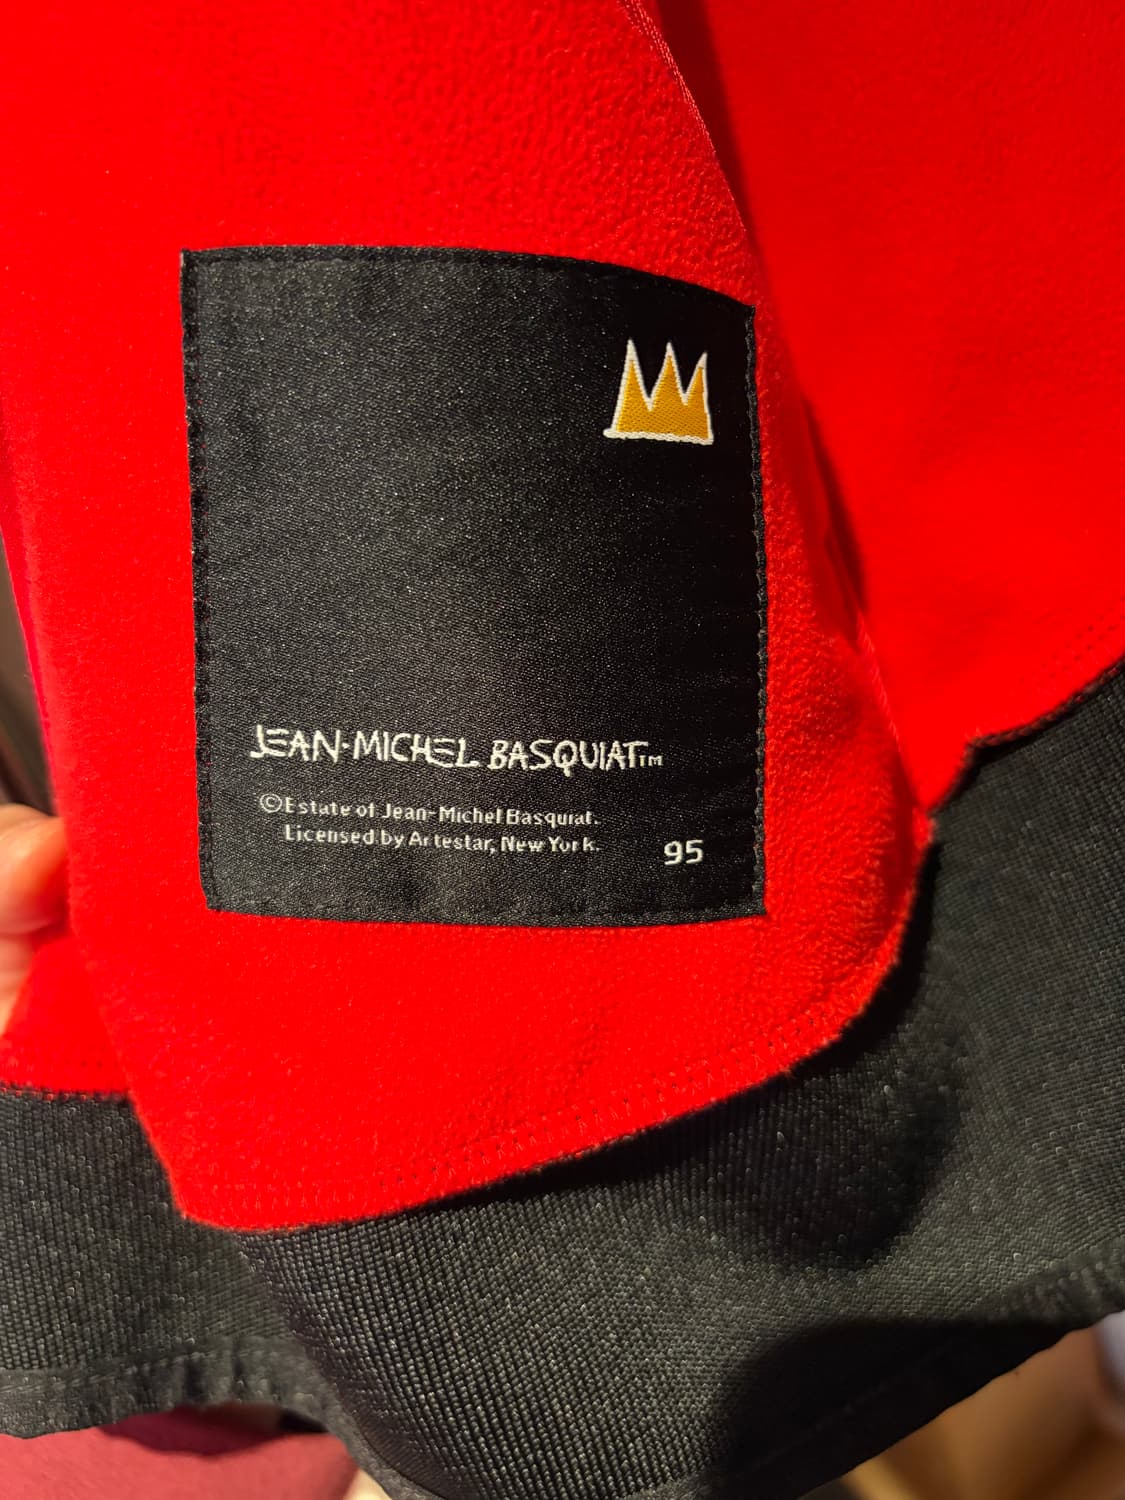 JEAN-MICHEL BASQUIAT™
©Estate of Jean-Michel Basquiat.
Licensed by Artestar, New York.
95